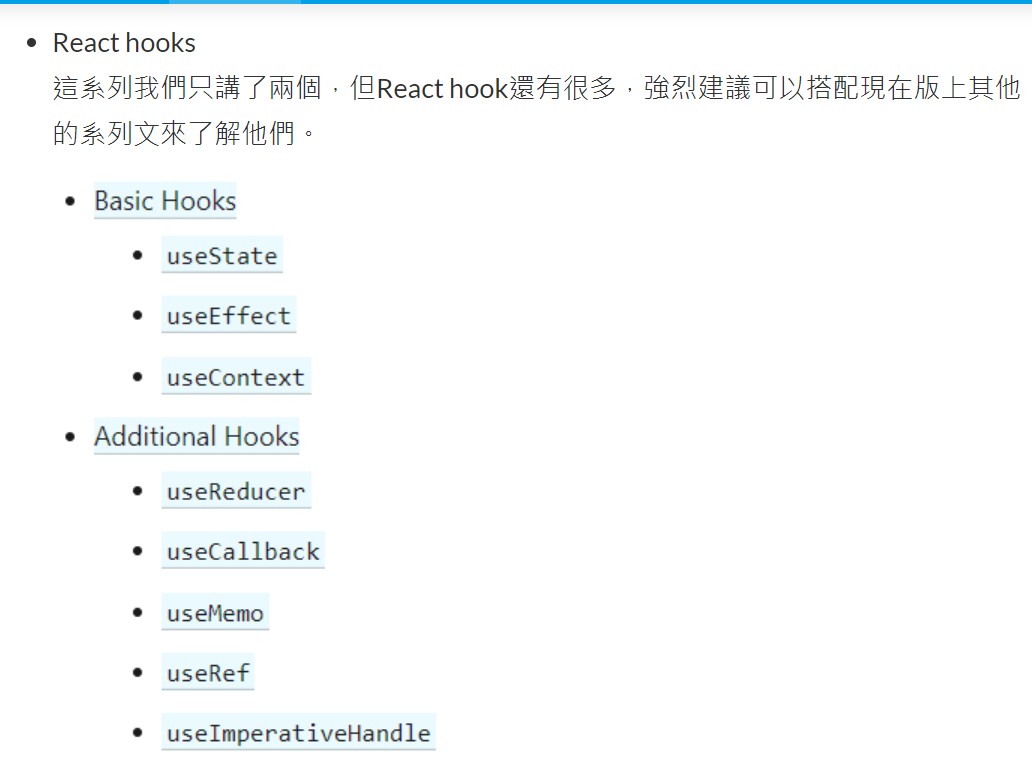 React hooks
這系列我們只講了兩個，但React hook還有很多，強烈建議可以搭配現在版上其他
的系列文來了解他們。
Basic Hooks
useState
useEffect
useContext
Additional Hooks
useReducer
useCallback
useMemo
useRef
useImperativeHandle